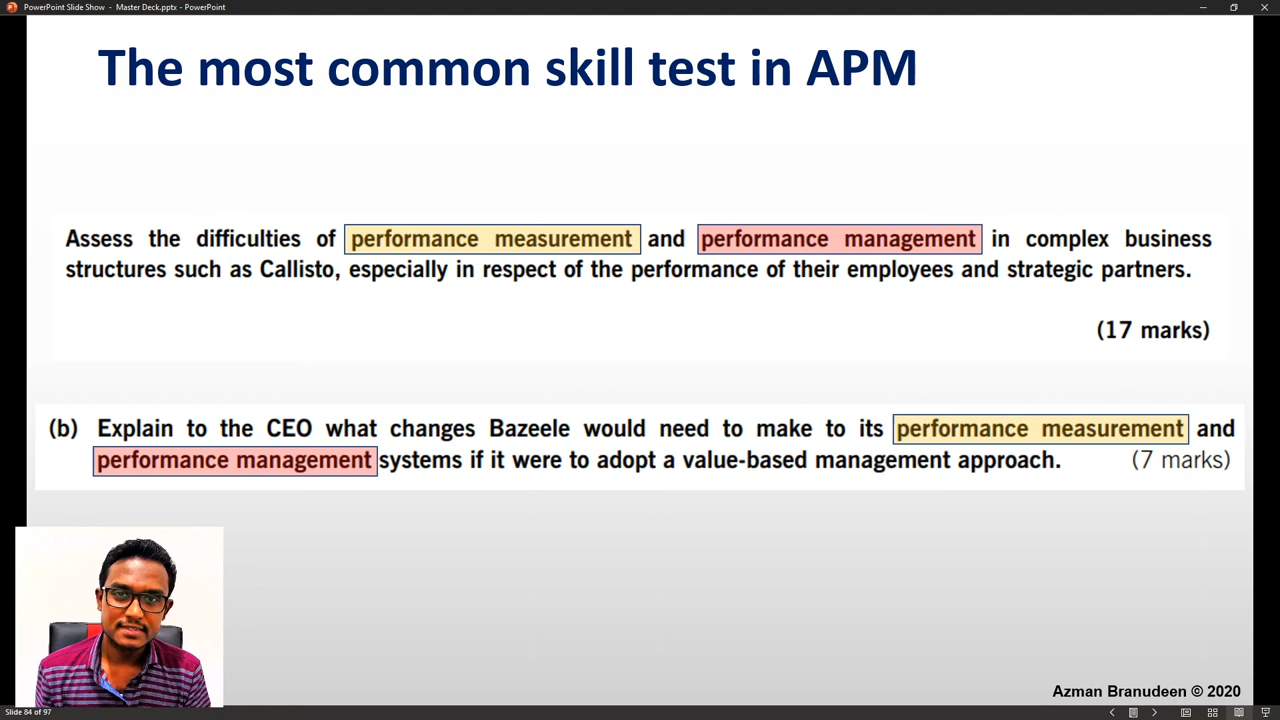 PowerPoint Slide Show - Master Deck.pptx - PowerPoint
The most common skill test in APM
Assess the difficulties of performance measurement and performance management in complex business
structures such as Callisto, especially in respect of the performance of their employees and strategic partners.
(17 marks)
(b) Explain to the CEO what changes Bazeele would need to make to its performance measurement and
performance management systems if it were to adopt a value-based management approach. (7 marks)
Azman Branudeen © 2020
Slide 84 of 97